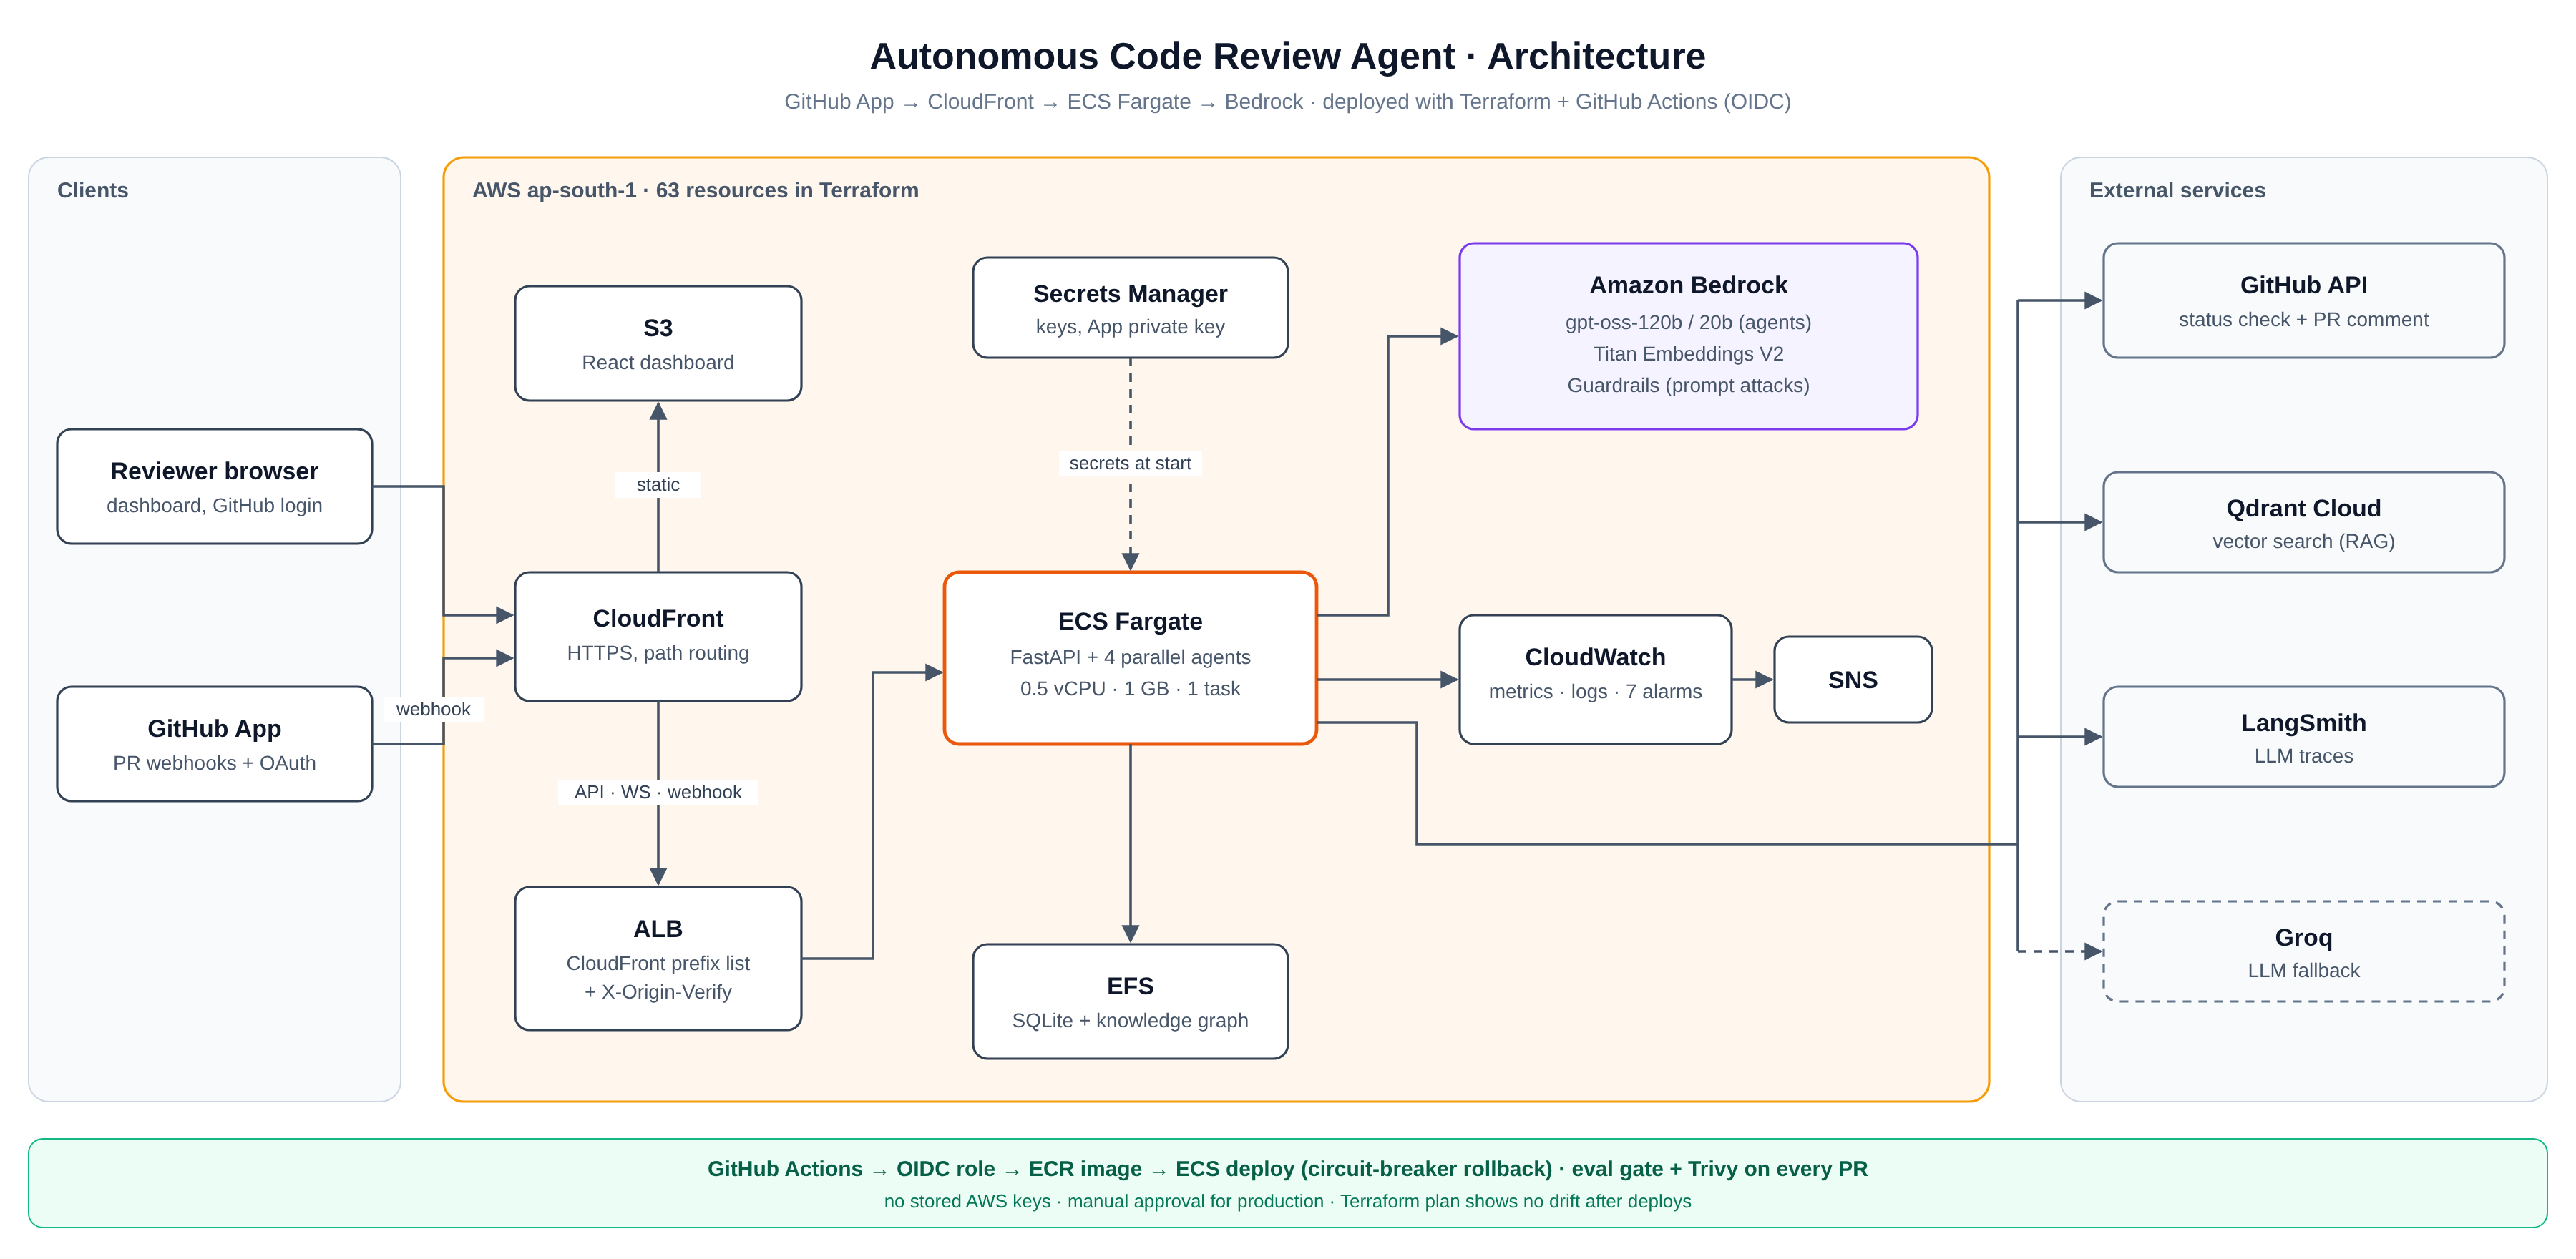 Autonomous Code Review Agent · Architecture
GitHub App → CloudFront → ECS Fargate → Bedrock · deployed with Terraform + GitHub Actions (OIDC)
Clients
Reviewer browser
dashboard, GitHub login
GitHub App
PR webhooks + OAuth
webhook
AWS ap-south-1 · 63 resources in Terraform
S3
React dashboard
static
CloudFront
HTTPS, path routing
API · WS · webhook
ALB
CloudFront prefix list
+ X-Origin-Verify
Secrets Manager
keys, App private key
secrets at start
ECS Fargate
FastAPI + 4 parallel agents
0.5 vCPU · 1 GB · 1 task
EFS
SQLite + knowledge graph
Amazon Bedrock
gpt-oss-120b / 20b (agents)
Titan Embeddings V2
Guardrails (prompt attacks)
CloudWatch
metrics · logs · 7 alarms
SNS
External services
GitHub API
status check + PR comment
Qdrant Cloud
vector search (RAG)
LangSmith
LLM traces
Groq
LLM fallback
GitHub Actions → OIDC role → ECR image → ECS deploy (circuit-breaker rollback) · eval gate + Trivy on every PR
no stored AWS keys · manual approval for production · Terraform plan shows no drift after deploys